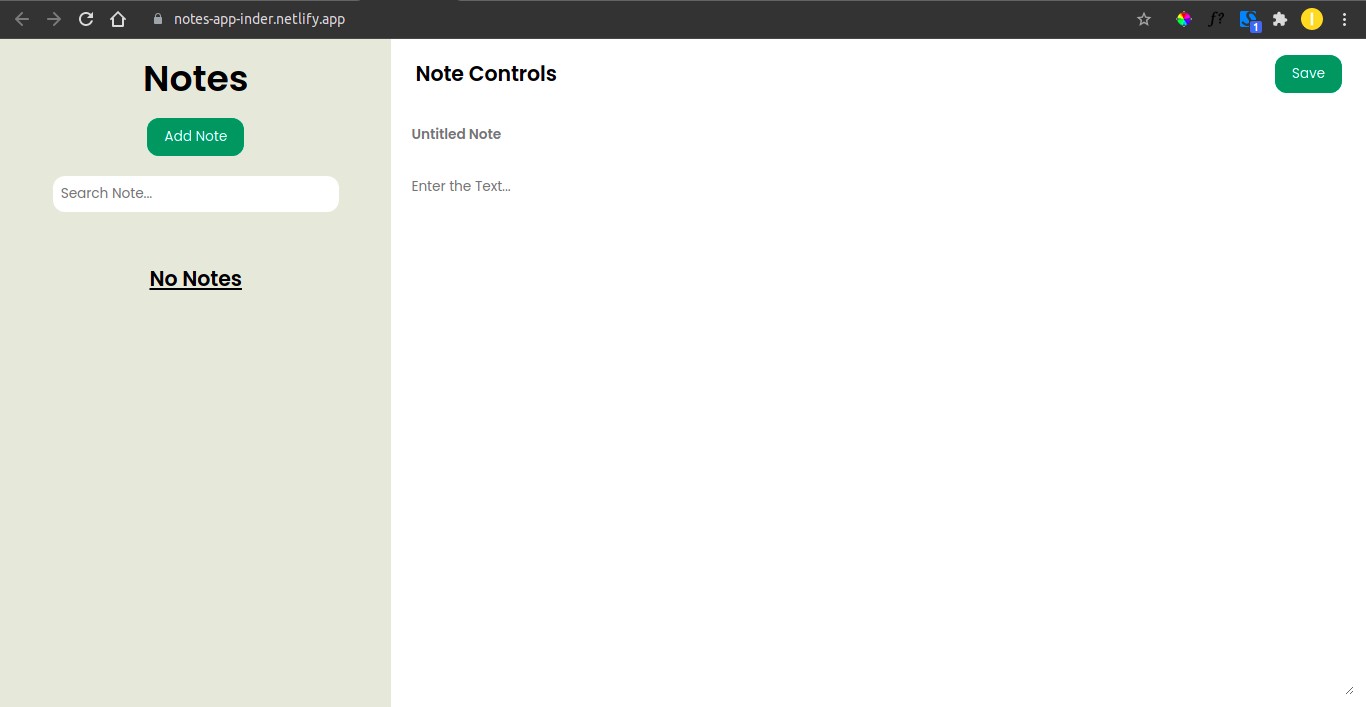 notes-app-inder.netlify.app
f?
1
I
Notes
Add Note
Search Note...
No Notes
Note Controls
Save
Untitled Note
Enter the Text...